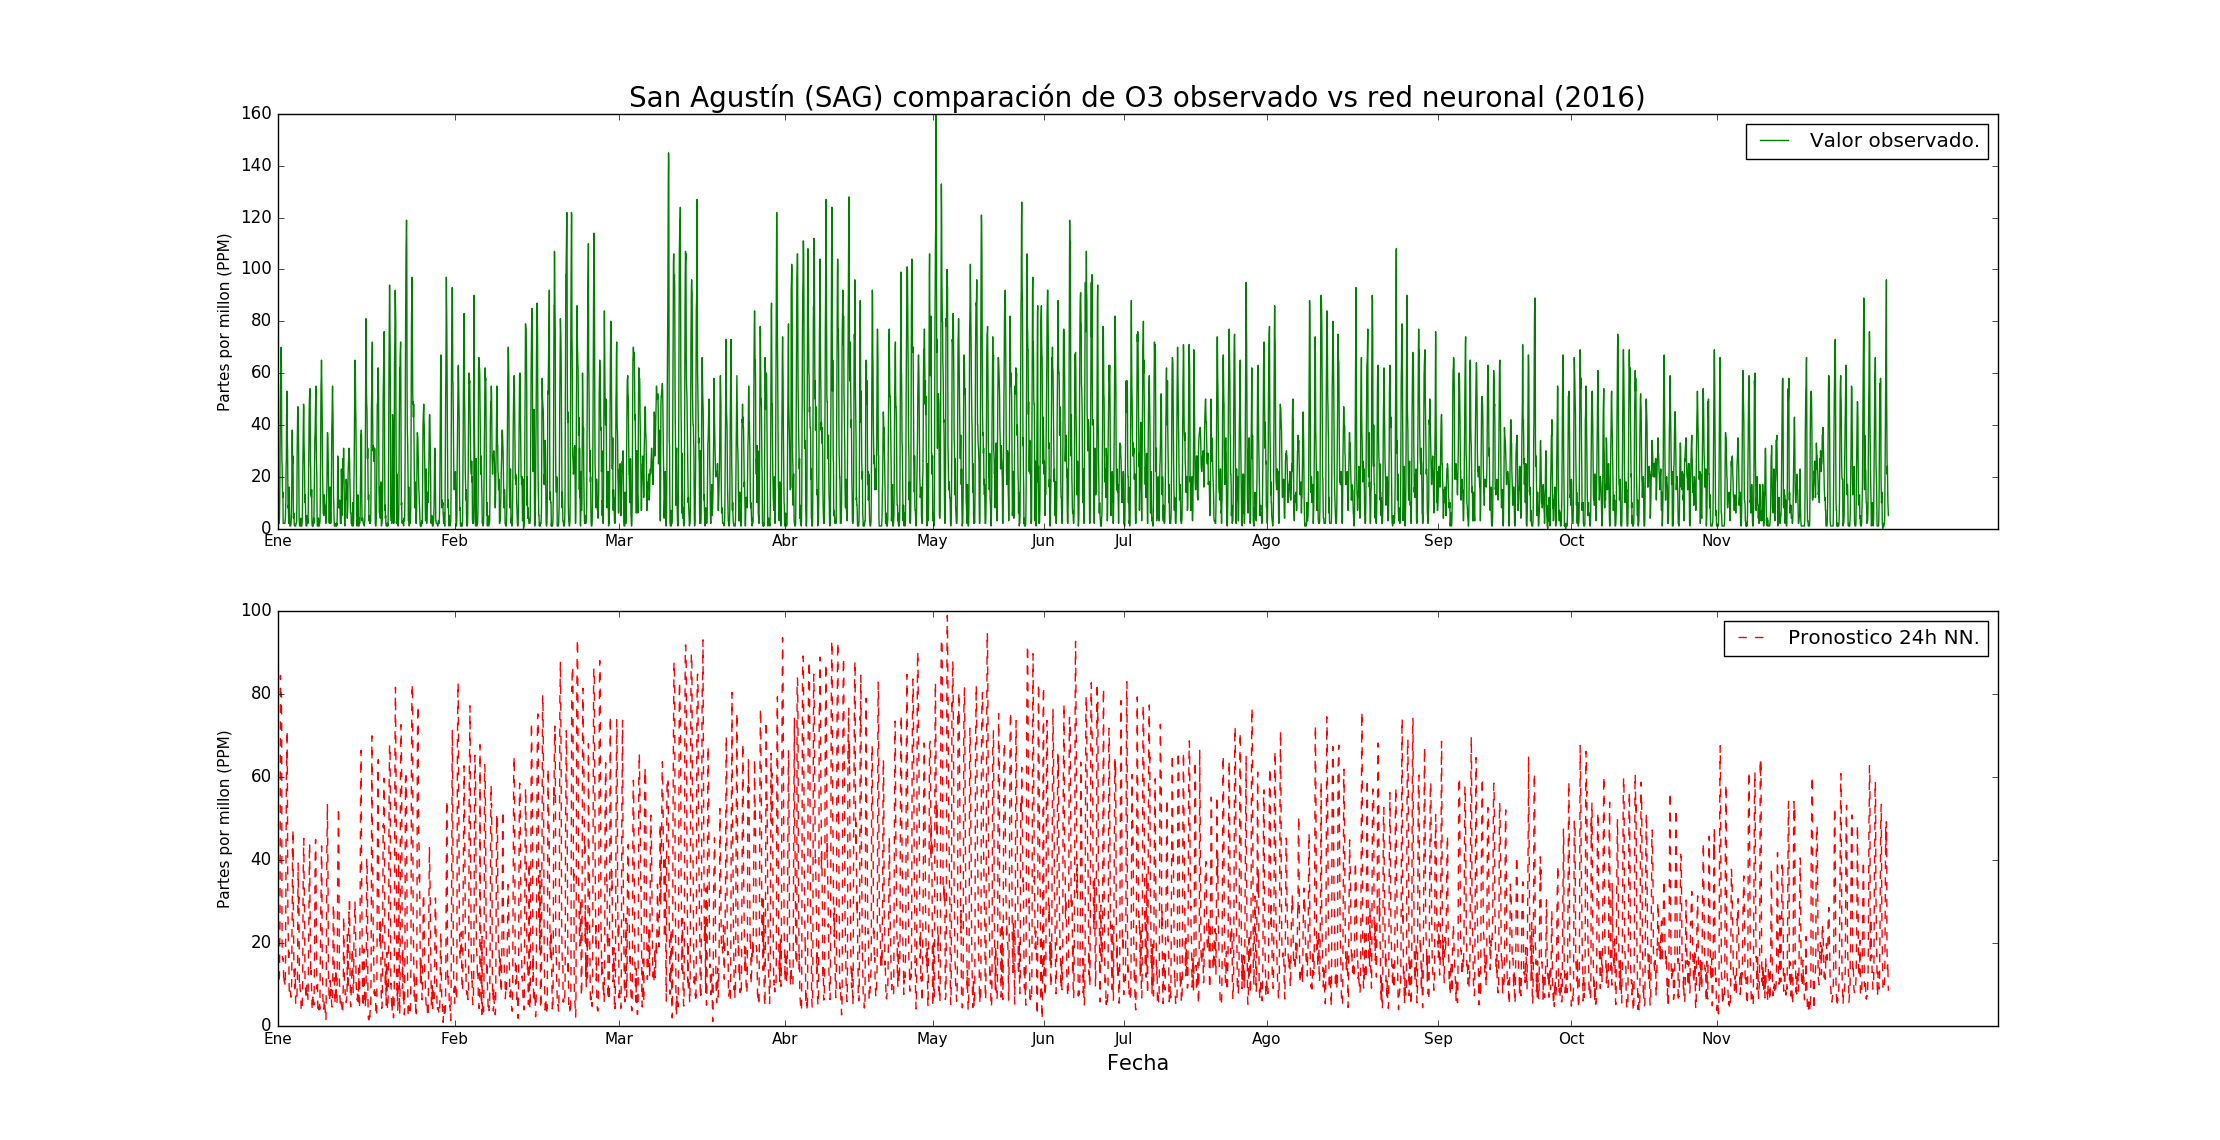 San Agustín (SAG) comparación de O3 observado vs red neuronal (2016)
160
140
120
100
80
60
40
20
0
Partes por millon (PPM)
Valor observado.
Ene Feb Mar Abr May Jun Jul Ago Sep Oct Nov
100
80
60
40
20
0
Partes por millon (PPM)
Pronostico 24h NN.
Ene Feb Mar Abr May Jun Jul Ago Sep Oct Nov
Fecha